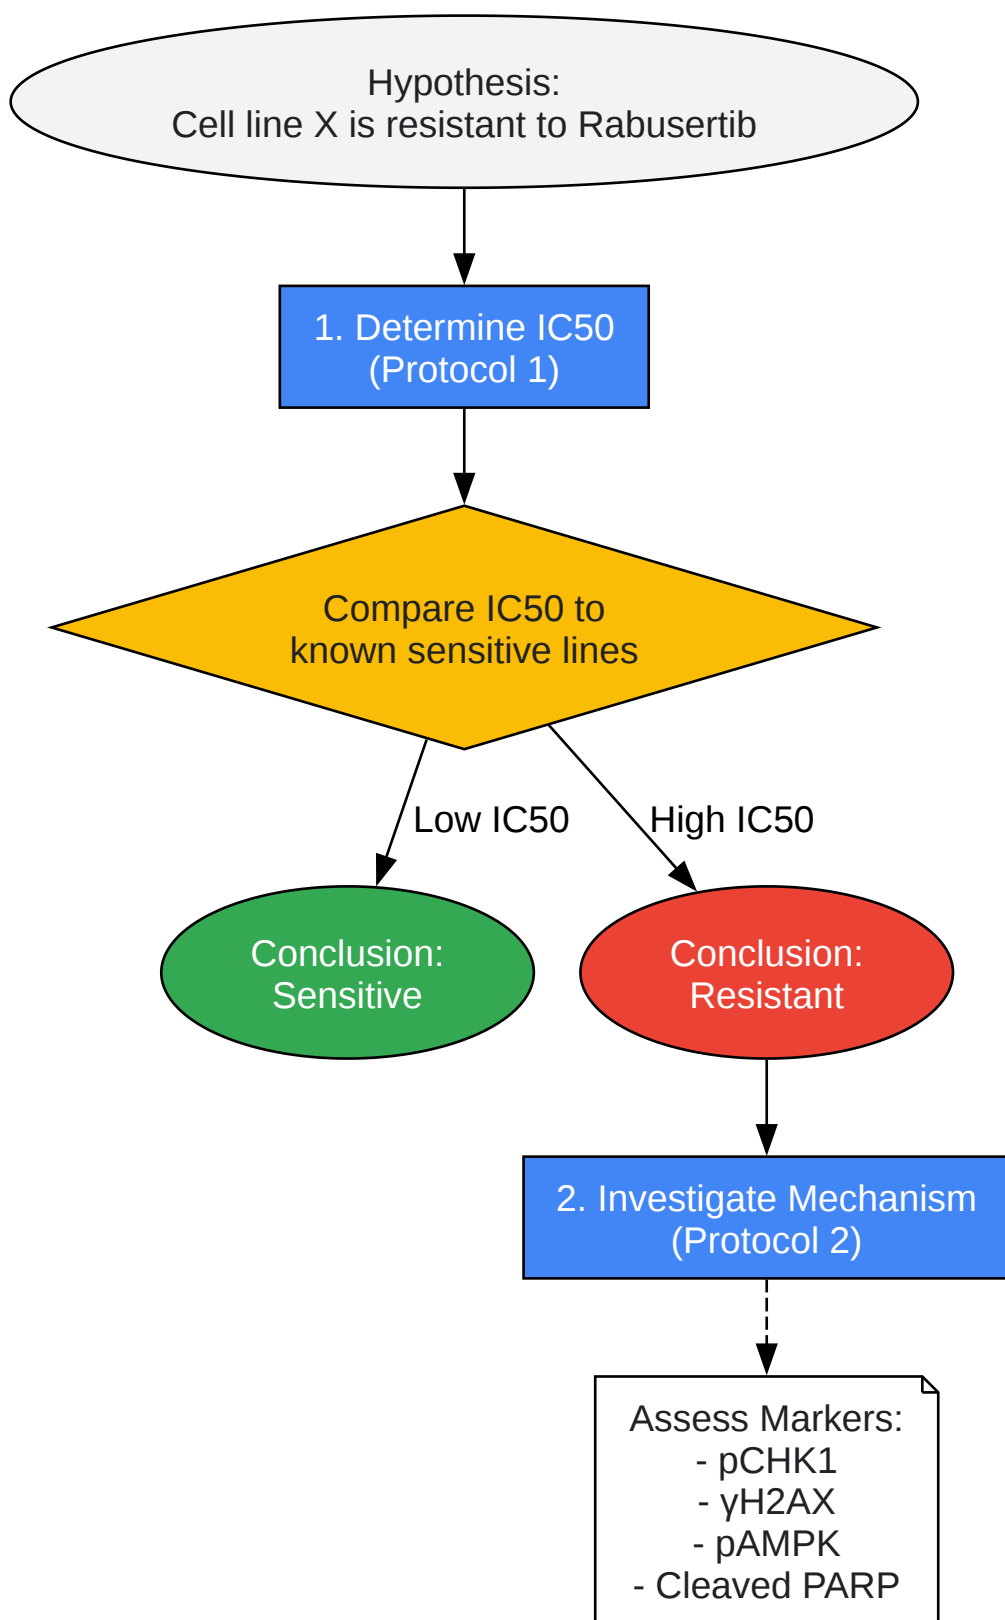 Hypothesis:
Cell line X is resistant to Rabusertib
1. Determine IC50
(Protocol 1)
Compare IC50 to
known sensitive lines
Low IC50
High IC50
Conclusion:
Sensitive
Conclusion:
Resistant
2. Investigate Mechanism
(Protocol 2)
Assess Markers:
- pCHK1
- γH2AX
- pAMPK
- Cleaved PARP